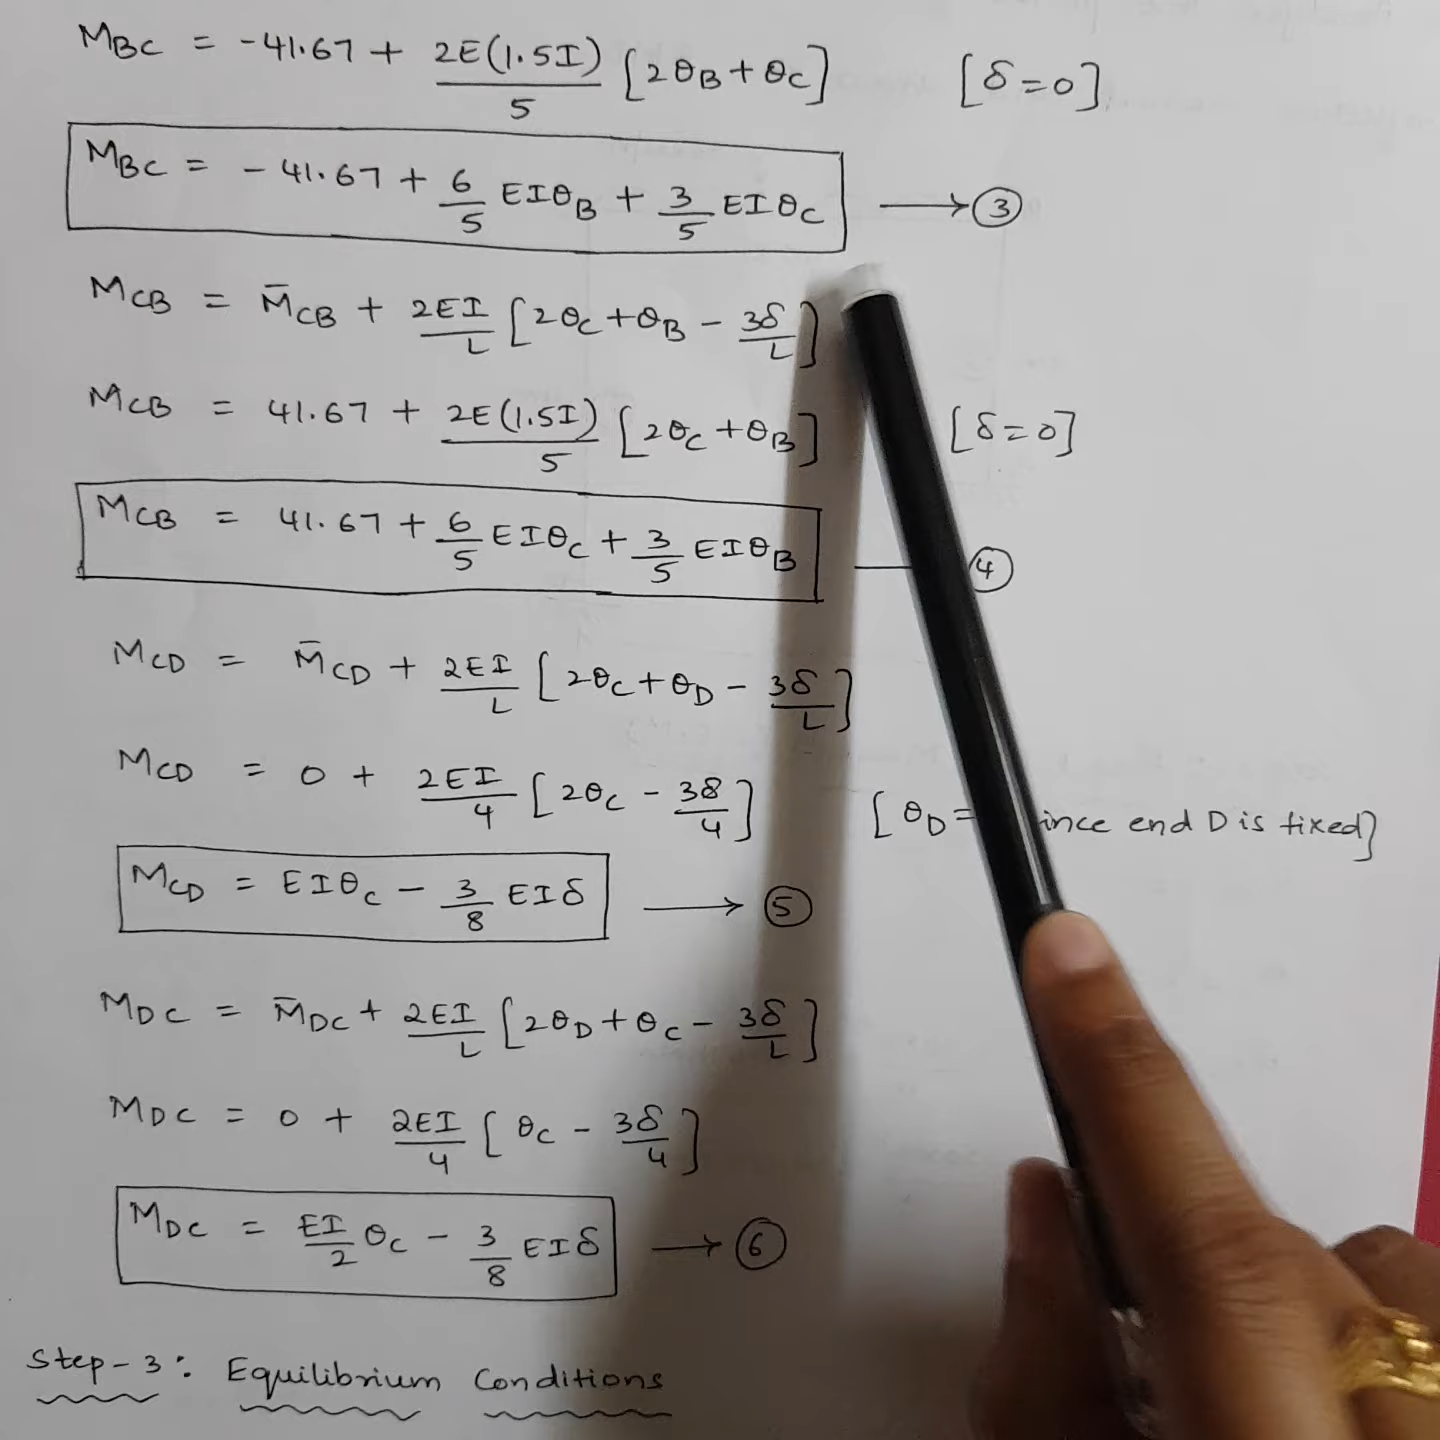 MBC = -41.67 + 2E(1.5I)/5 [2θB + θC] [δ=0]
MBC = - 41.67 + 6/5 EIθB + 3/5 EIθC → ③
MCB = M̄CB + 2EI/L [2θC + θB - 3δ/L]
MCB = 41.67 + 2E(1.5I)/5 [2θC + θB] [δ=0]
MCB = 41.67 + 6/5 EIθC + 3/5 EIθB ④
MCD = M̄CD + 2EI/L [2θC + θD - 3δ/L]
MCD = 0 + 2EI/4 [2θC - 3δ/4] [θD= ince end D is fixed]
MCD = EIθC - 3/8 EIδ → ⑤
MDC = M̄DC + 2EI/L [2θD + θC - 3δ/L]
MDC = 0 + 2EI/4 [θC - 3δ/4]
MDC = EI/2 θC - 3/8 EIδ → ⑥
Step-3: Equilibrium Conditions